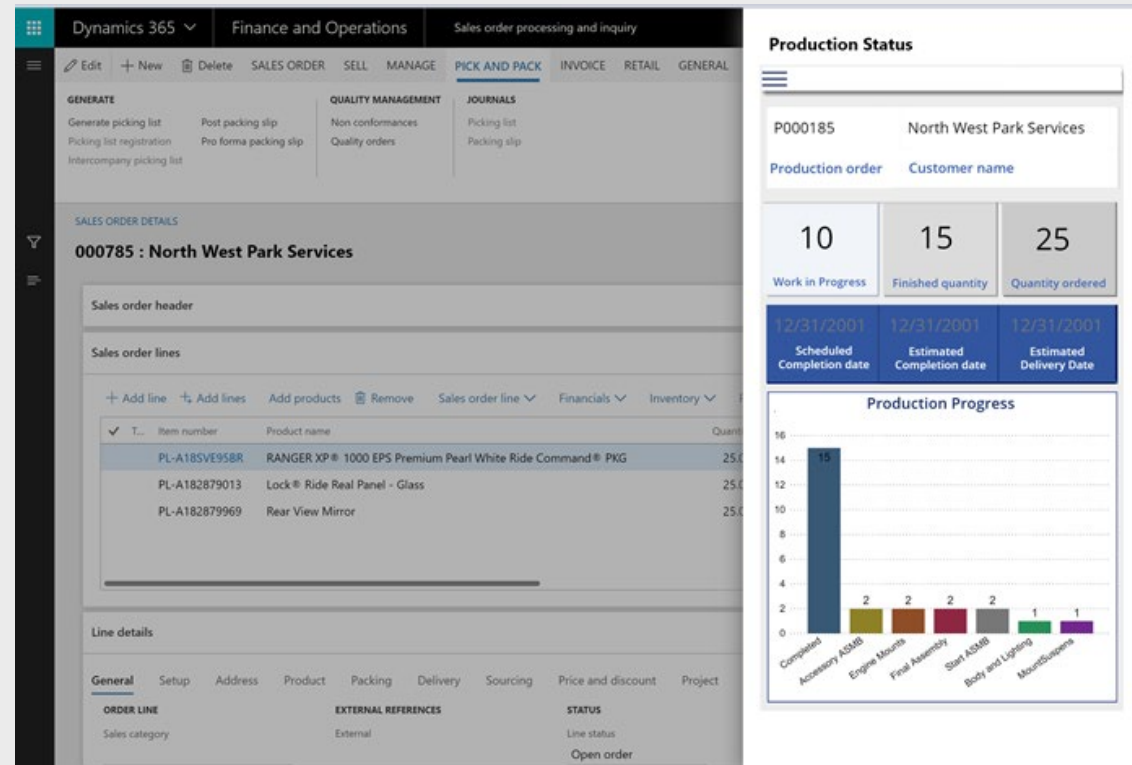 Dynamics 365
Finance and Operations
Sales order processing and inquiry
Edit
New
Delete
SALES ORDER
SELL
MANAGE
PICK AND PACK
INVOICE
RETAIL
GENERAL
GENERATE
Generate picking list
Picking list registration
Intercompany picking list
Post packing slip
Pro forma packing slip
QUALITY MANAGEMENT
Non conformances
Quality orders
JOURNALS
Picking list
Packing slip
SALES ORDER DETAILS
000785 : North West Park Services
Sales order header
Sales order lines
Add line
Add lines
Add products
Remove
Sales order line
Financials
Inventory
T... Item number Product name
PL-A18SVE95BR RANGER XP® 1000 EPS Premium Pearl White Ride Command® PKG
PL-A182879013 Lock® Ride Real Panel - Glass
PL-A182879969 Rear View Mirror
Line details
General
Setup
Address
Product
Packing
Delivery
Sourcing
Price and discount
Project
ORDER LINE
Sales category
EXTERNAL REFERENCES
External
STATUS
Line status
Open order
Production Status
P000185
Production order
North West Park Services
Customer name
10
Work in Progress
15
Finished quantity
25
Quantity ordered
12/31/2001
Scheduled
Completion date
12/31/2001
Estimated
Completion date
12/31/2001
Estimated
Delivery Date
Production Progress
16
14
12
10
8
6
4
2
0
15
2
2
2
2
1
1
Completed
Accessory ASMB
Engine Mounts
Final Assembly
Start ASMB
Body and Lighting
MountSuspens